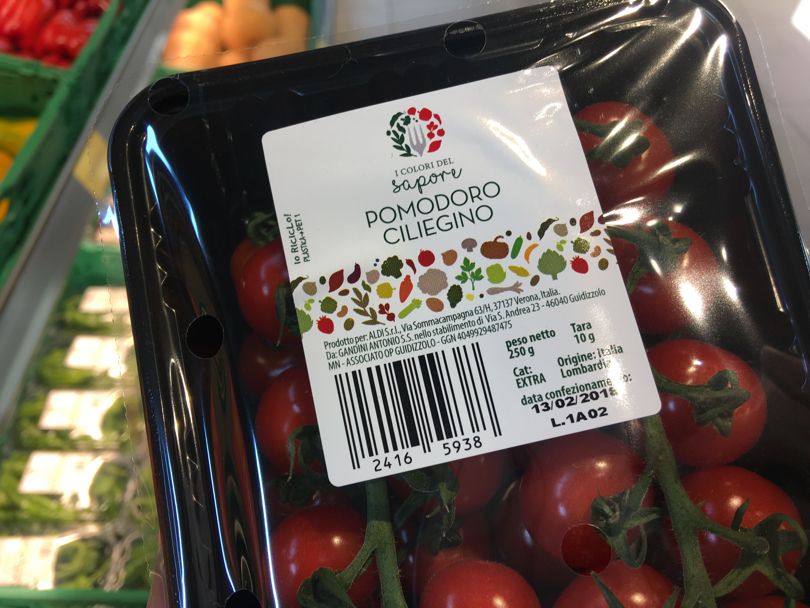 I COLORI DEL
sapore
POMODORO
CILIEGINO
IO RICICLO!
PLASTICA • PET 1
Prodotto per: ALDI S.r.l., Via Sommacampagna 63/H, 37137 Verona, Italia.
Da: GANDINI ANTONIO S.S. nello stabilimento di Via S. Andrea 23 - 46040 Guidizzolo
MN - ASSOCIATO OP GUIDIZZOLO - GGN 4049929487475
peso netto
250 g
Tara
10 g
Cat:
EXTRA
Origine: Italia
Lombardia
data confezionamento:
13/02/2018
L.1A02
2416 5938